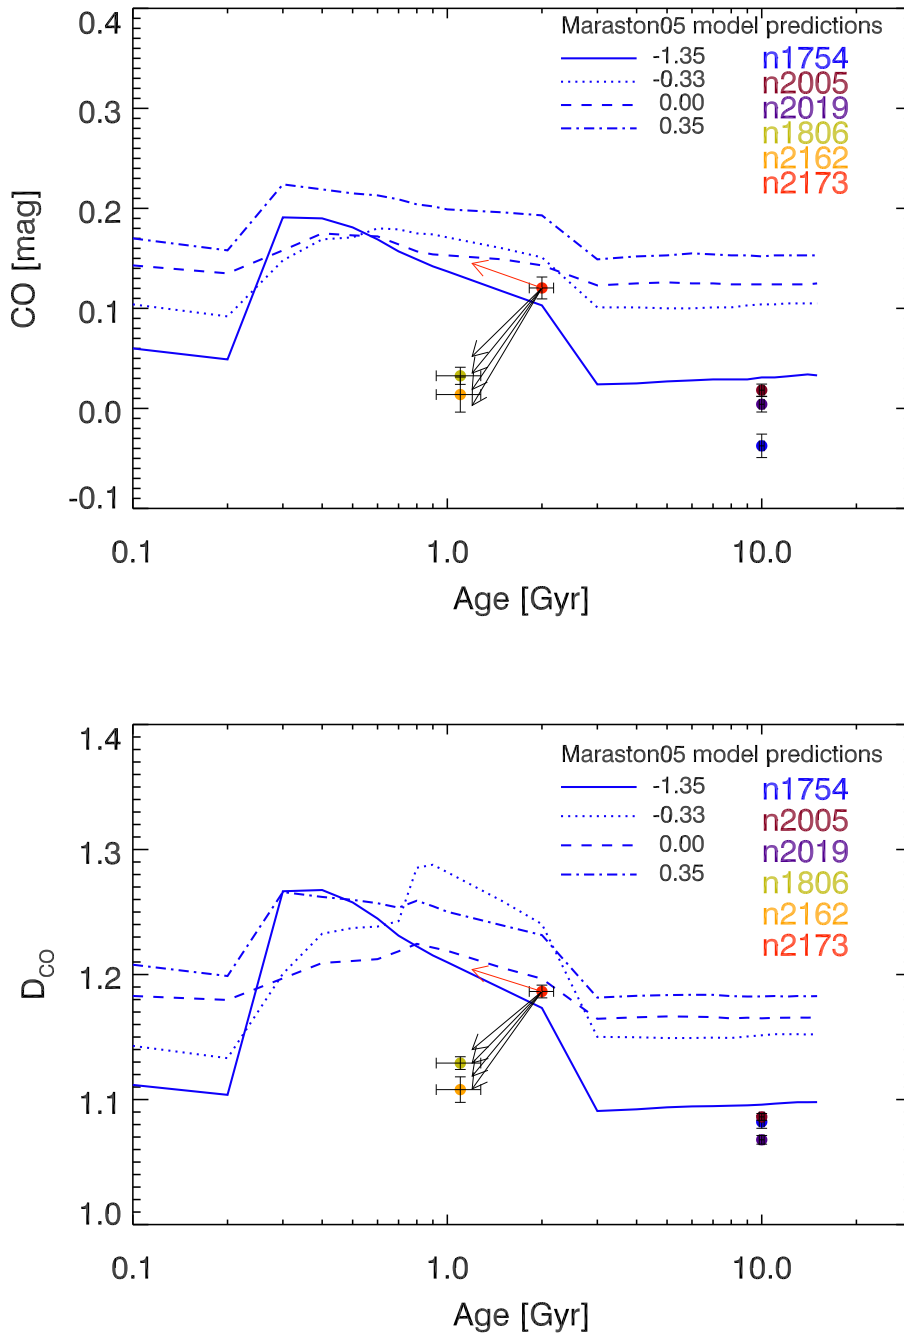 0.4
Maraston05 model predictions
-1.35 n1754
-0.33 n2005
0.00 n2019
0.35 n1806
n2162
n2173
0.3
0.2
0.1
0.0
-0.1
CO [mag]
0.1 1.0 10.0
Age [Gyr]
1.4
Maraston05 model predictions
-1.35 n1754
-0.33 n2005
0.00 n2019
0.35 n1806
n2162
n2173
1.3
1.2
1.1
1.0
D_CO
0.1 1.0 10.0
Age [Gyr]